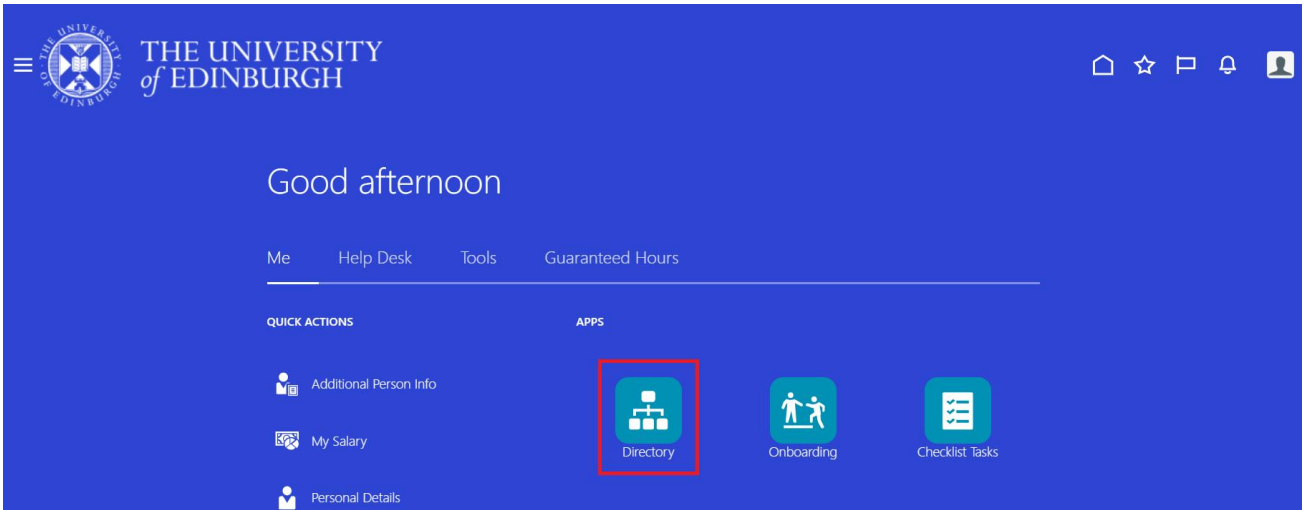 THE UNIVERSITY
of EDINBURGH
Good afternoon
Me Help Desk Tools Guaranteed Hours
QUICK ACTIONS
APPS
Additional Person Info
My Salary
Personal Details
Directory Onboarding Checklist Tasks